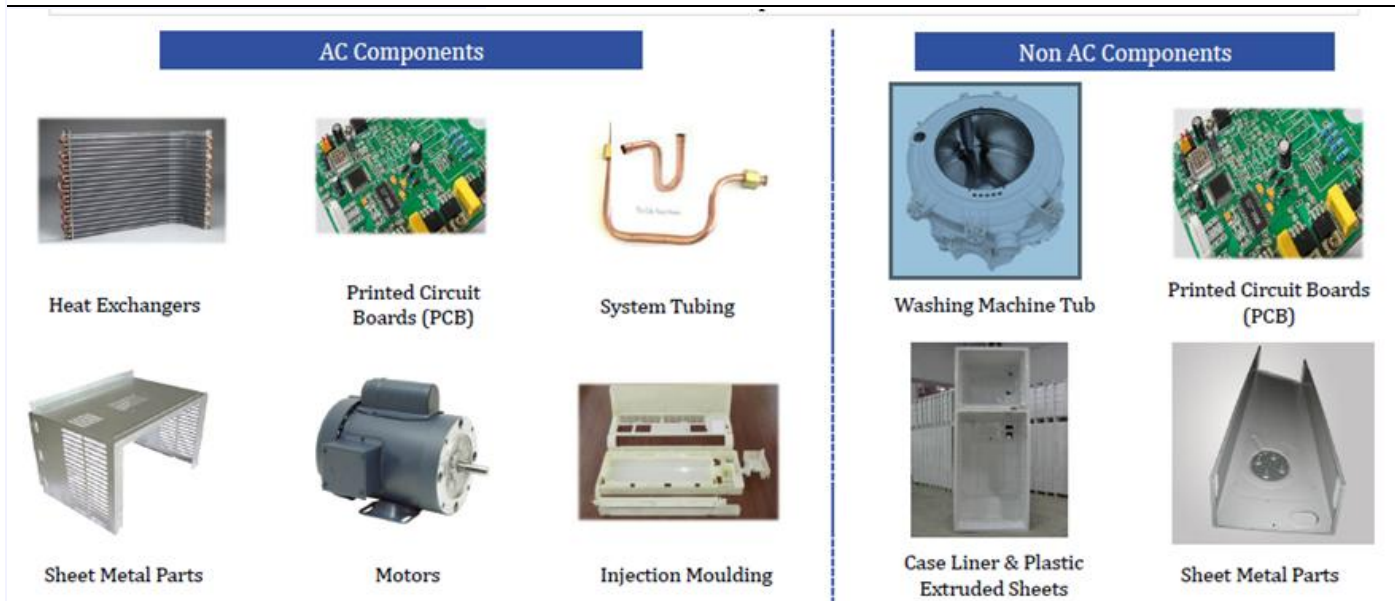 AC Components
Non AC Components
Heat Exchangers
Printed Circuit
Boards (PCB)
System Tubing
Washing Machine Tub
Printed Circuit Boards
(PCB)
Sheet Metal Parts
Motors
Injection Moulding
Case Liner & Plastic
Extruded Sheets
Sheet Metal Parts